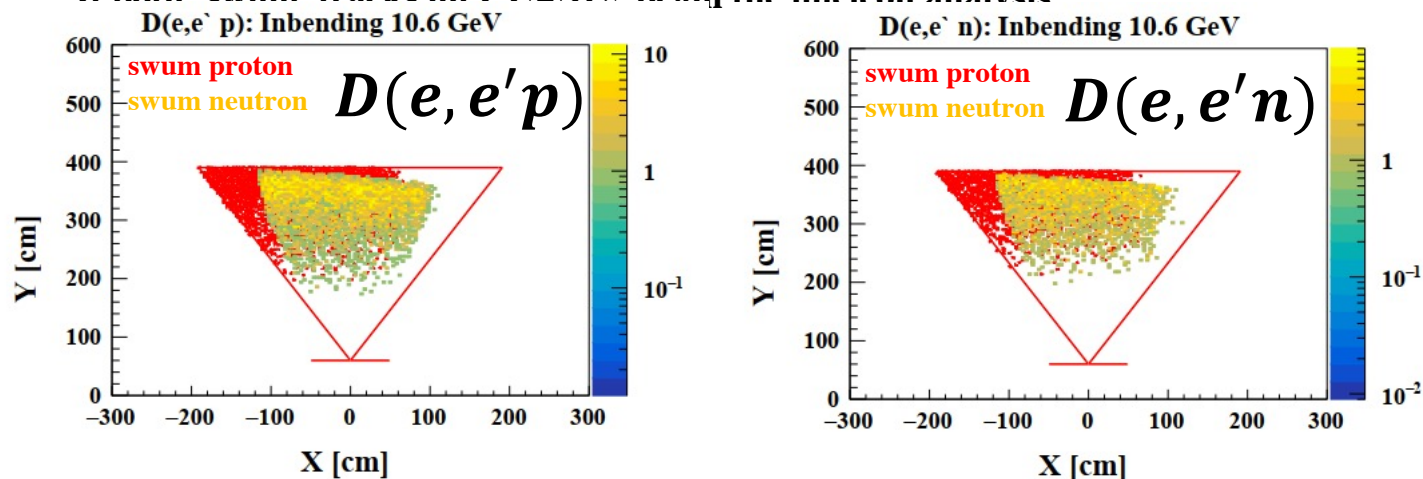 D(e,e` p): Inbending 10.6 GeV
swum proton
swum neutron
D(e, e′p)
600
500
400
300
200
100
0
Y [cm]
−300
−200
−100
0
100
200
300
X [cm]
10
1
10−1
D(e,e` n): Inbending 10.6 GeV
swum proton
swum neutron
D(e, e′n)
600
500
400
300
200
100
0
Y [cm]
−300
−200
−100
0
100
200
300
X [cm]
1
10−1
10−2